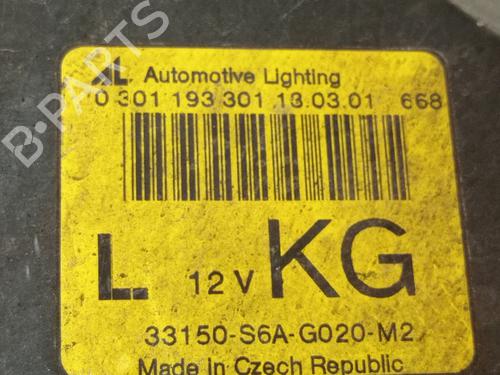 AL Automotive Lighting
0 301 193 301 13.03.01 668
L 12 V KG
33150-S6A-G020-M2
Made in Czech Republic
B-PARTS